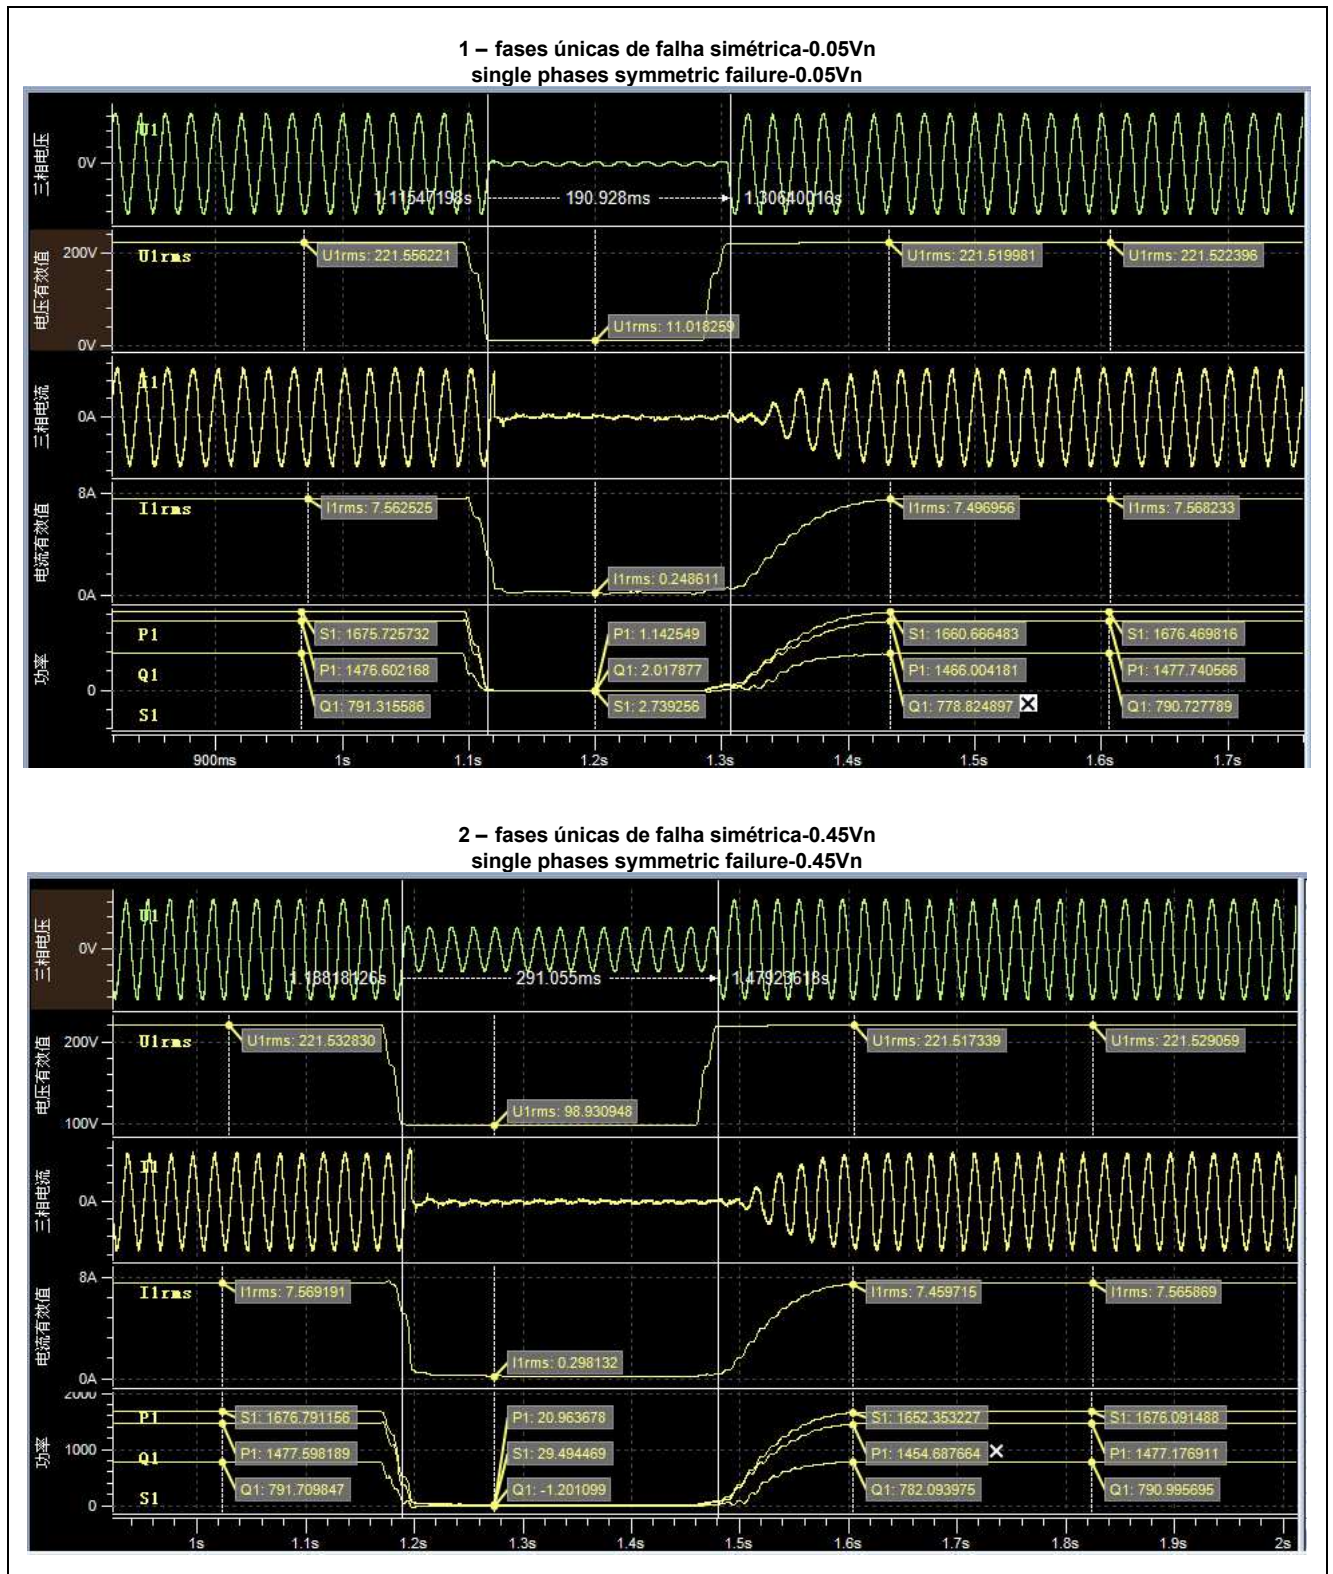 1 – fases únicas de falha simétrica-0.05Vn
single phases symmetric failure-0.05Vn
三相电压
U1
0V
1.11547198s
190.928ms
1.30640016s
电压有效值
200V
U1rms
U1rms: 221.556221
U1rms: 11.018259
U1rms: 221.519981
U1rms: 221.522396
0V
三相电流
I1
0A
电流有效值
8A
I1rms
I1rms: 7.562525
I1rms: 0.248611
I1rms: 7.496956
I1rms: 7.568233
0A
功率
P1
Q1
S1
0
S1: 1675.725732
P1: 1476.602168
Q1: 791.315586
P1: 1.142549
Q1: 2.017877
S1: 2.739256
S1: 1660.666483
P1: 1466.004181
Q1: 778.824897
S1: 1676.469816
P1: 1477.740566
Q1: 790.727789
900ms 1s 1.1s 1.2s 1.3s 1.4s 1.5s 1.6s 1.7s
2 – fases únicas de falha simétrica-0.45Vn
single phases symmetric failure-0.45Vn
三相电压
U1
0V
1.18818126s
291.055ms
1.47923618s
电压有效值
200V
U1rms
U1rms: 221.532830
U1rms: 98.930948
U1rms: 221.517339
U1rms: 221.529059
100V
三相电流
I1
0A
电流有效值
8A
I1rms
I1rms: 7.569191
I1rms: 0.298132
I1rms: 7.459715
I1rms: 7.565869
0A
功率
2000
1000
0
P1
Q1
S1
S1: 1676.791156
P1: 1477.598189
Q1: 791.709847
P1: 20.963678
S1: 29.494469
Q1: -1.201099
S1: 1652.353227
P1: 1454.687664
Q1: 782.093975
S1: 1676.091488
P1: 1477.176911
Q1: 790.995695
1s 1.1s 1.2s 1.3s 1.4s 1.5s 1.6s 1.7s 1.8s 1.9s 2s